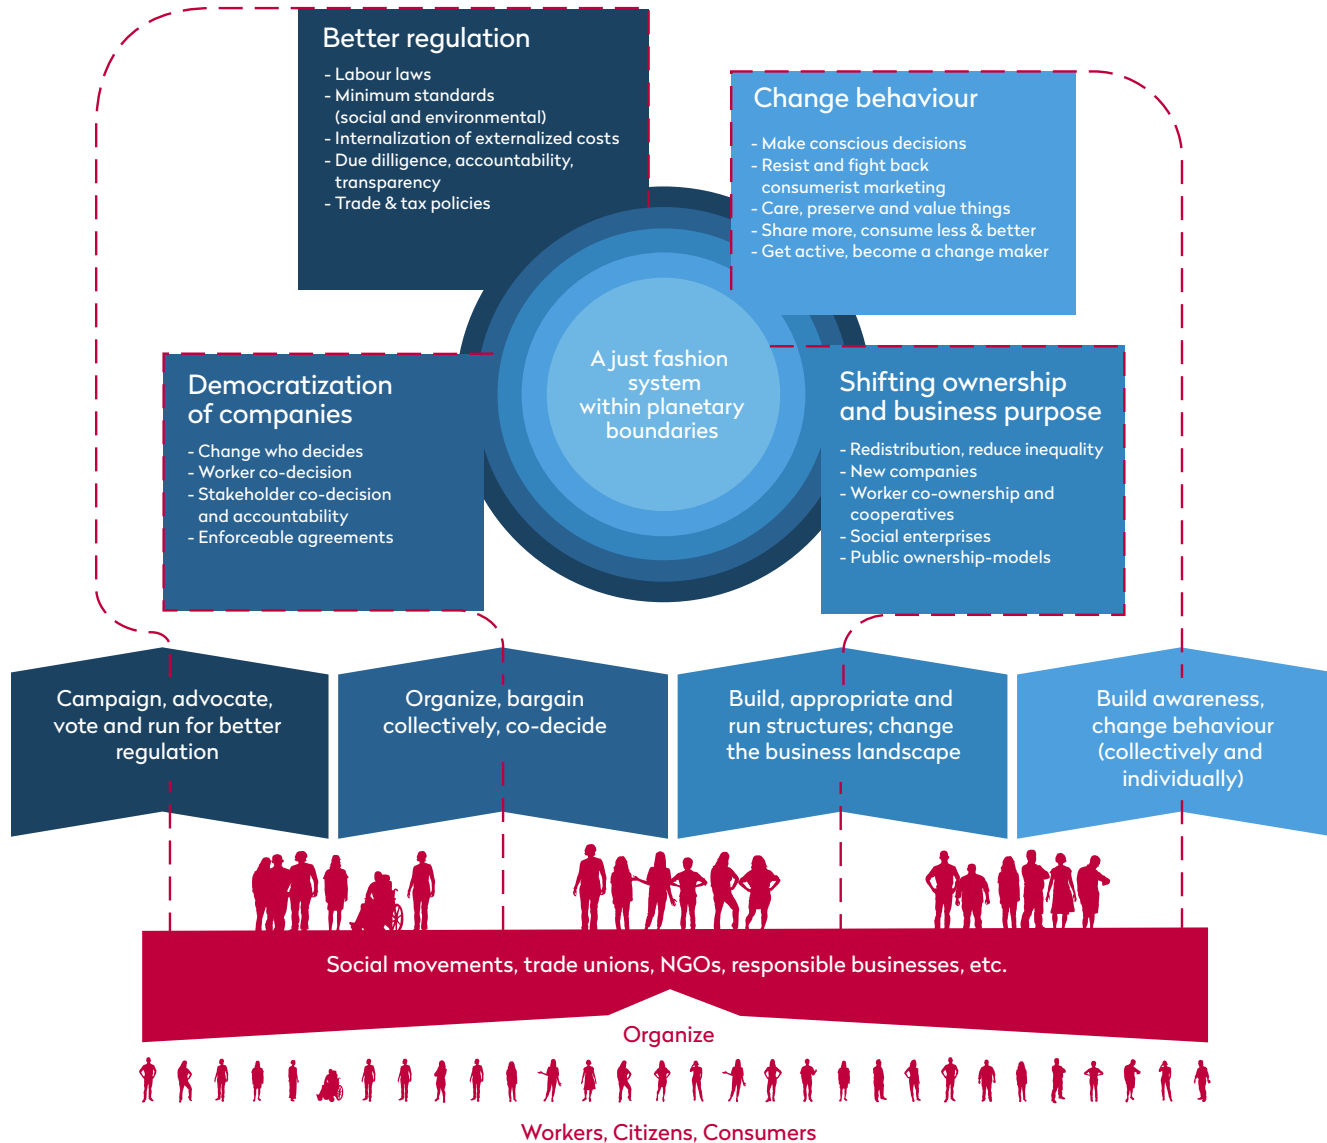 Better regulation
- Labour laws
- Minimum standards
(social and environmental)
- Internalization of externalized costs
- Due dilligence, accountability,
transparency
- Trade & tax policies
Change behaviour
- Make conscious decisions
- Resist and fight back
consumerist marketing
- Care, preserve and value things
- Share more, consume less & better
- Get active, become a change maker
A just fashion
system
within planetary
boundaries
Democratization
of companies
- Change who decides
- Worker co-decision
- Stakeholder co-decision
and accountability
- Enforceable agreements
Shifting ownership
and business purpose
- Redistribution, reduce inequality
- New companies
- Worker co-ownership and
cooperatives
- Social enterprises
- Public ownership-models
Campaign, advocate,
vote and run for better
regulation
Organize, bargain
collectively, co-decide
Build, appropriate and
run structures; change
the business landscape
Build awareness,
change behaviour
(collectively and
individually)
Social movements, trade unions, NGOs, responsible businesses, etc.
Organize
Workers, Citizens, Consumers